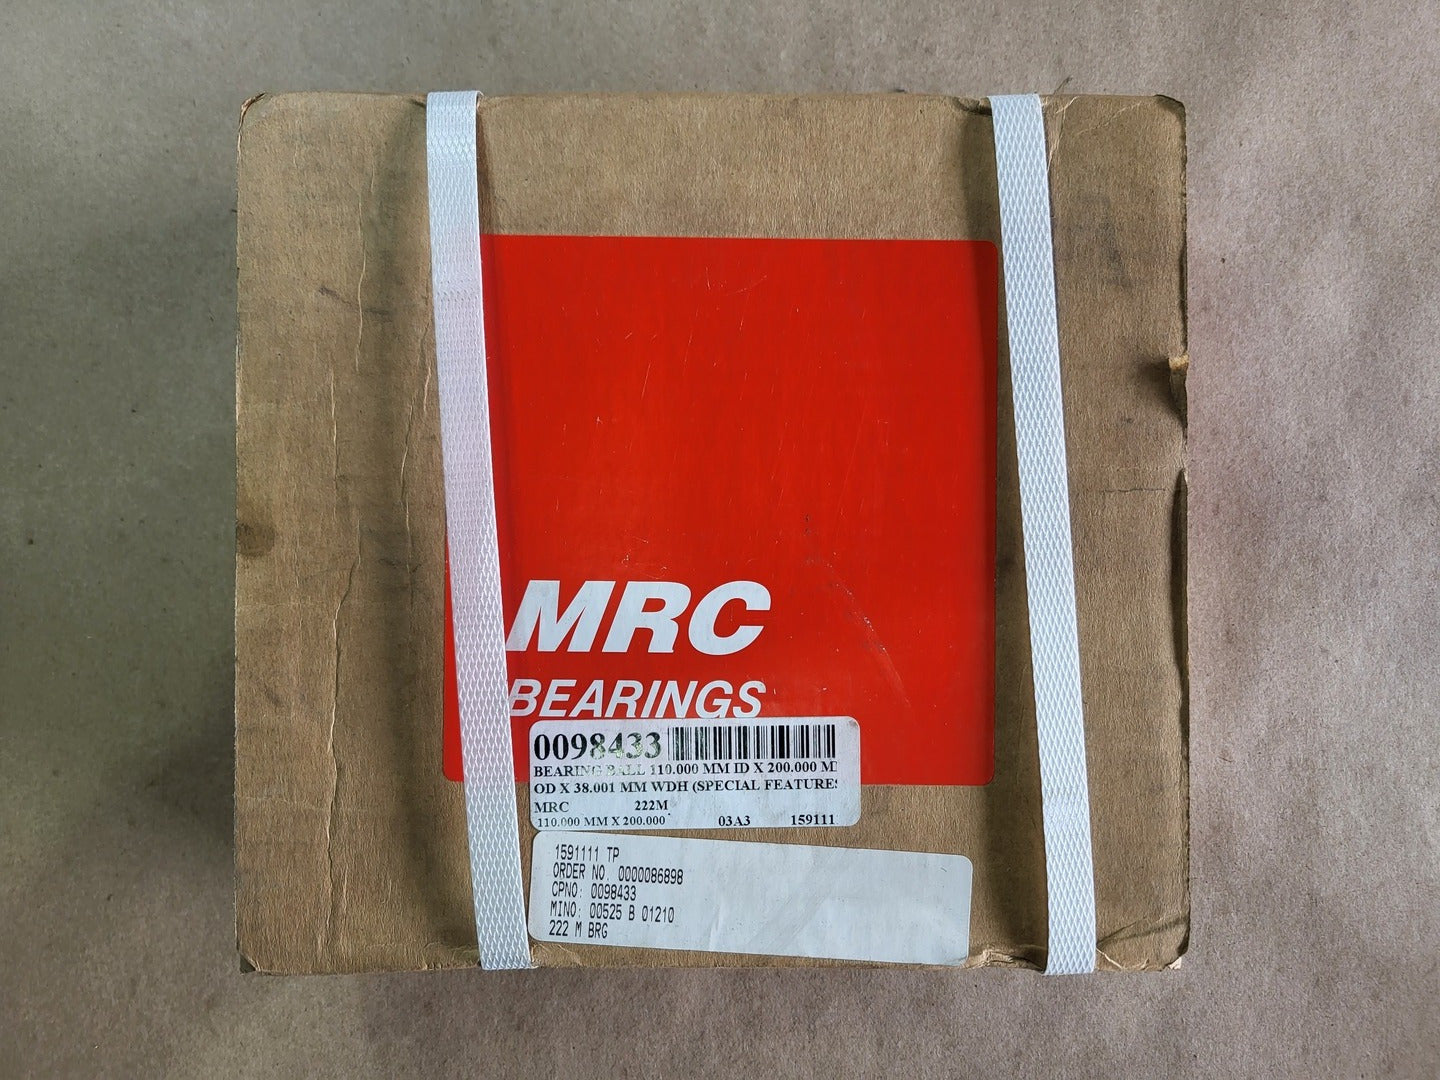 MRC
BEARINGS
0098433
BEARING BALL 110.000 MM ID X 200.000
OD X 38.001 MM WDH (SPECIAL FEATURES
MRC 222M
110.000 MM X 200.000 03A3 159111
1591111 TP
ORDER NO. 0000086898
CPNO: 0098433
MINO: 00525 B 01210
222 M BRG